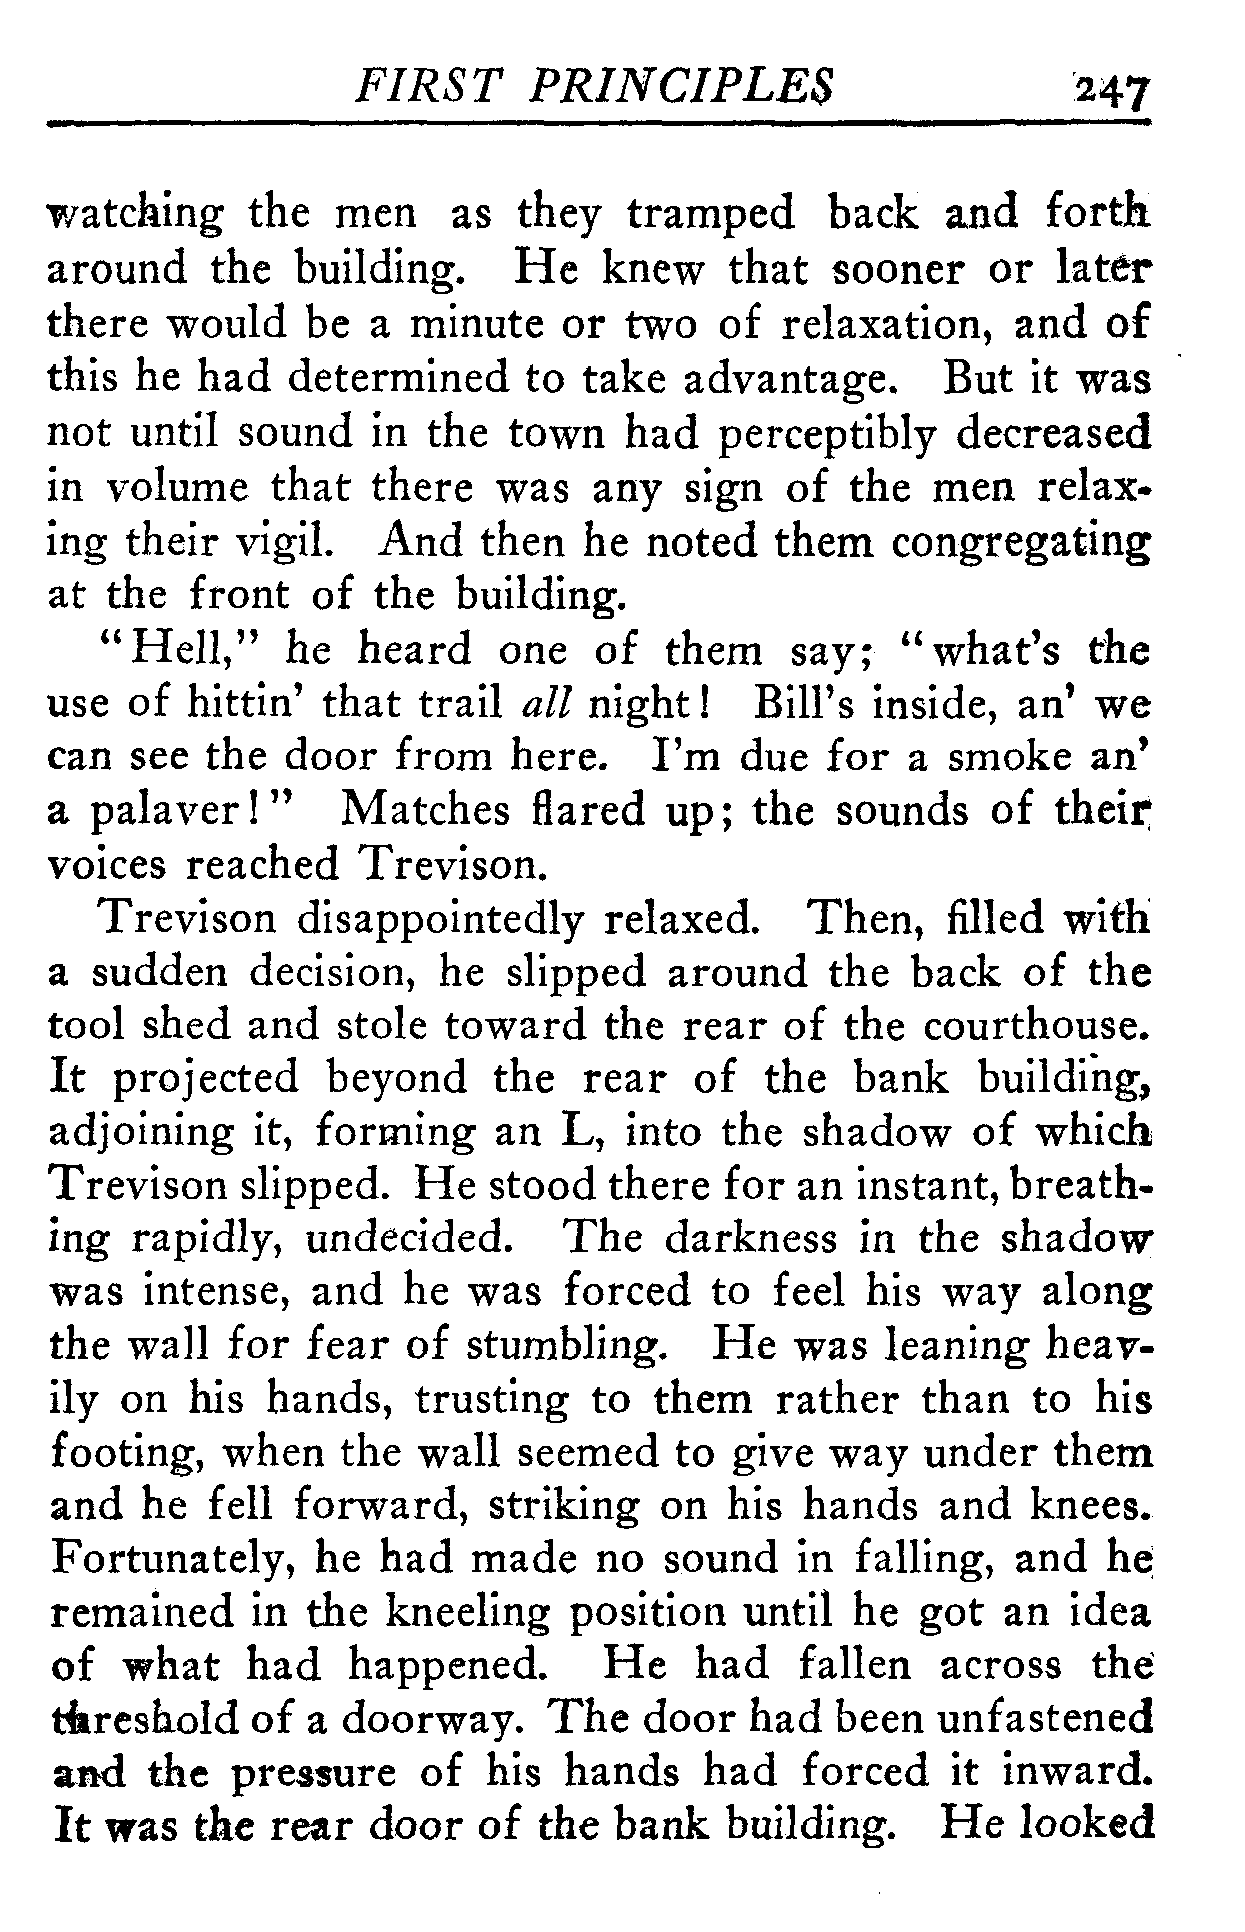 FIRST PRINCIPLES 247
watching the men as they tramped back and forth
around the building. He knew that sooner or later
there would be a minute or two of relaxation, and of
this he had determined to take advantage. But it was
not until sound in the town had perceptibly decreased
in volume that there was any sign of the men relax-
ing their vigil. And then he noted them congregating
at the front of the building.
"Hell," he heard one of them say; "what's the
use of hittin' that trail all night! Bill's inside, an' we
can see the door from here. I'm due for a smoke an'
a palaver!" Matches flared up; the sounds of their
voices reached Trevison.
Trevison disappointedly relaxed. Then, filled with
a sudden decision, he slipped around the back of the
tool shed and stole toward the rear of the courthouse.
It projected beyond the rear of the bank building,
adjoining it, forming an L, into the shadow of which
Trevison slipped. He stood there for an instant, breath-
ing rapidly, undecided. The darkness in the shadow
was intense, and he was forced to feel his way along
the wall for fear of stumbling. He was leaning heav-
ily on his hands, trusting to them rather than to his
footing, when the wall seemed to give way under them
and he fell forward, striking on his hands and knees.
Fortunately, he had made no sound in falling, and he
remained in the kneeling position until he got an idea
of what had happened. He had fallen across the
threshold of a doorway. The door had been unfastened
and the pressure of his hands had forced it inward.
It was the rear door of the bank building. He looked